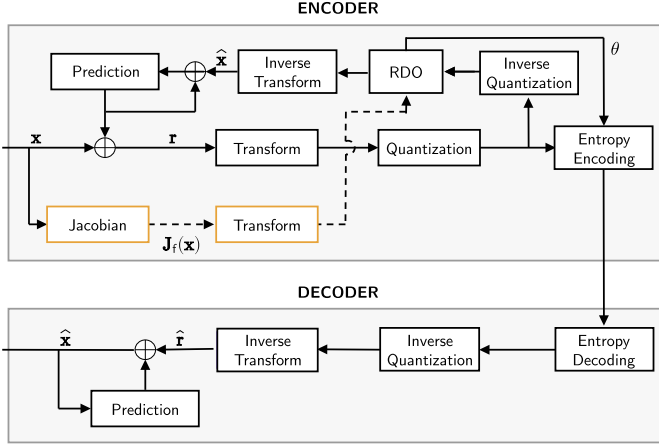 ENCODER
Prediction
x̂
Inverse
Transform
RDO
Inverse
Quantization
θ
x
r
Transform
Quantization
Entropy
Encoding
Jacobian
J_f(x)
Transform
DECODER
x̂
r̂
Inverse
Transform
Inverse
Quantization
Entropy
Decoding
Prediction